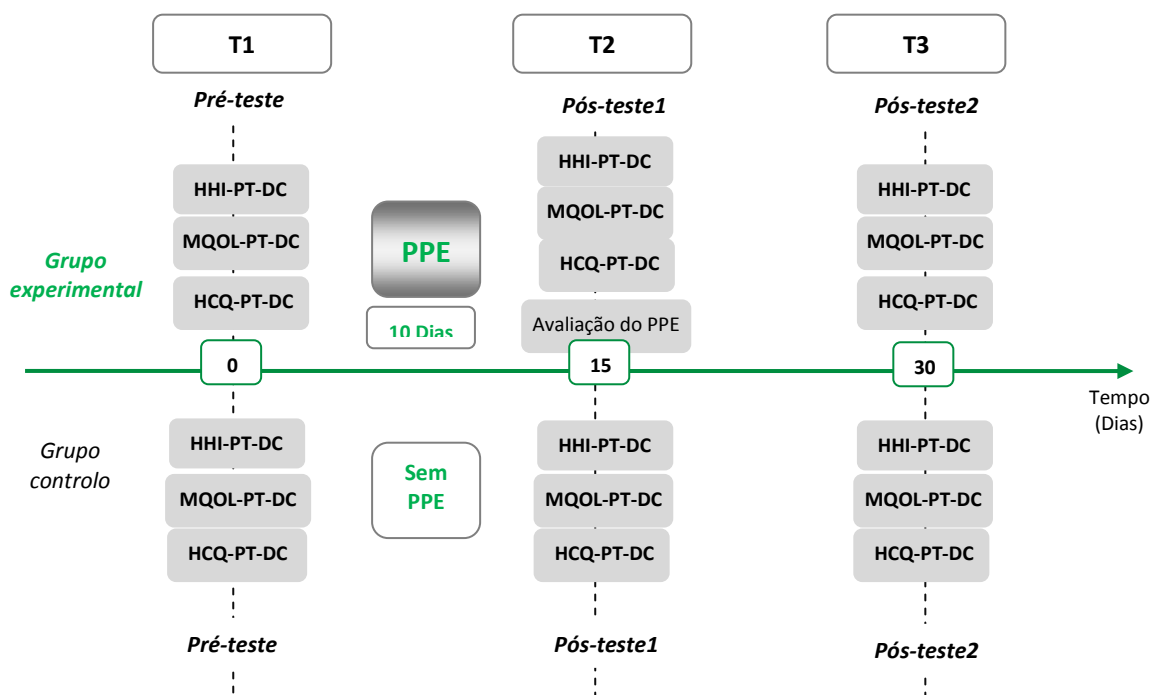 T1
T2
T3
Pré-teste
Pós-teste1
Pós-teste2
HHI-PT-DC
MQOL-PT-DC
HCQ-PT-DC
HHI-PT-DC
MQOL-PT-DC
HCQ-PT-DC
Avaliação do PPE
HHI-PT-DC
MQOL-PT-DC
HCQ-PT-DC
Grupo
experimental
PPE
10 Dias
0
15
30
Tempo
(Dias)
Grupo
controlo
HHI-PT-DC
MQOL-PT-DC
HCQ-PT-DC
Sem
PPE
HHI-PT-DC
MQOL-PT-DC
HCQ-PT-DC
HHI-PT-DC
MQOL-PT-DC
HCQ-PT-DC
Pré-teste
Pós-teste1
Pós-teste2